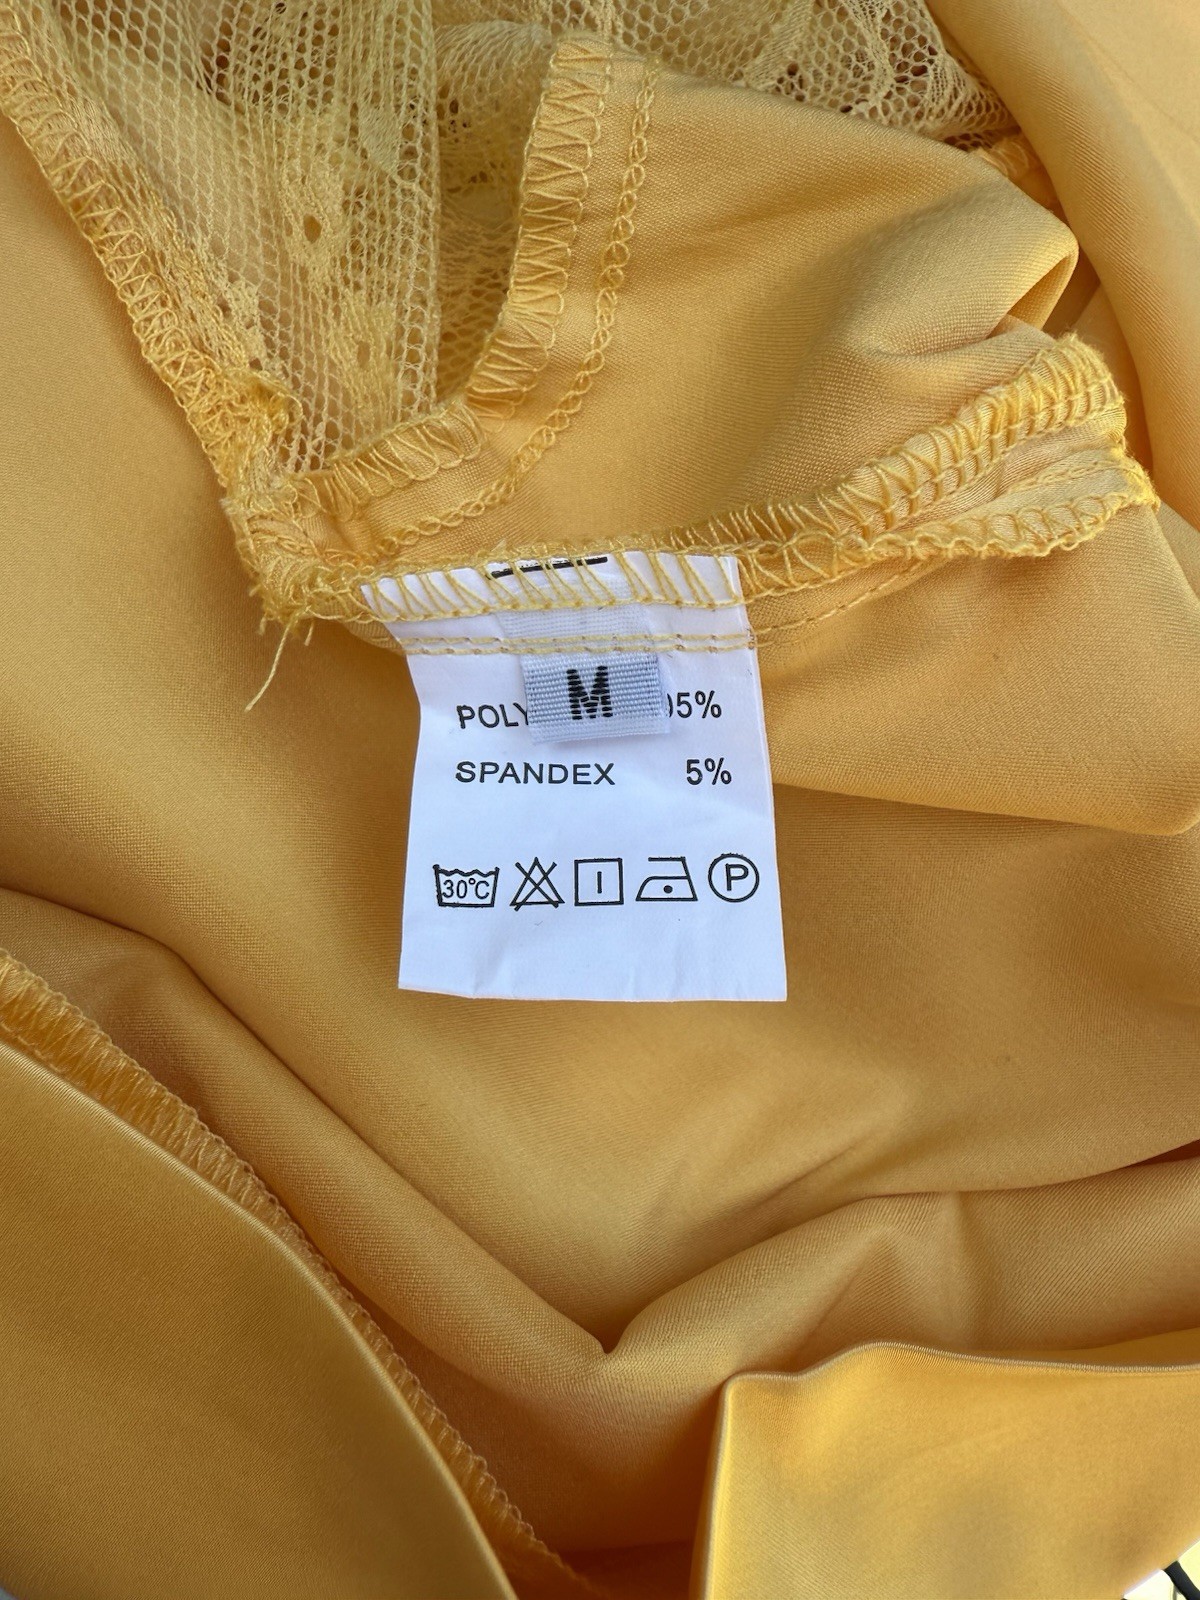 M
POLY 95%
SPANDEX 5%
30°C P